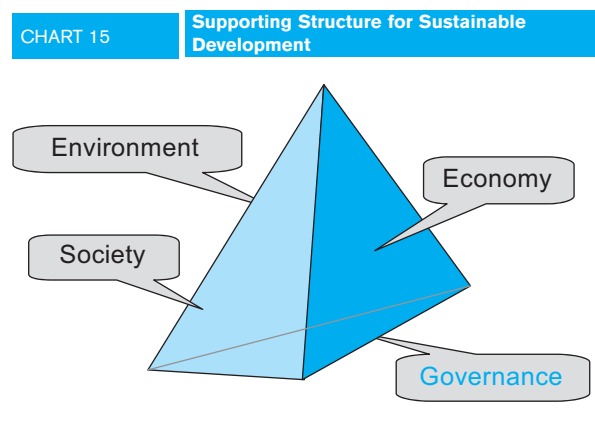 CHART 15
Supporting Structure for Sustainable
Development
Environment
Economy
Society
Governance